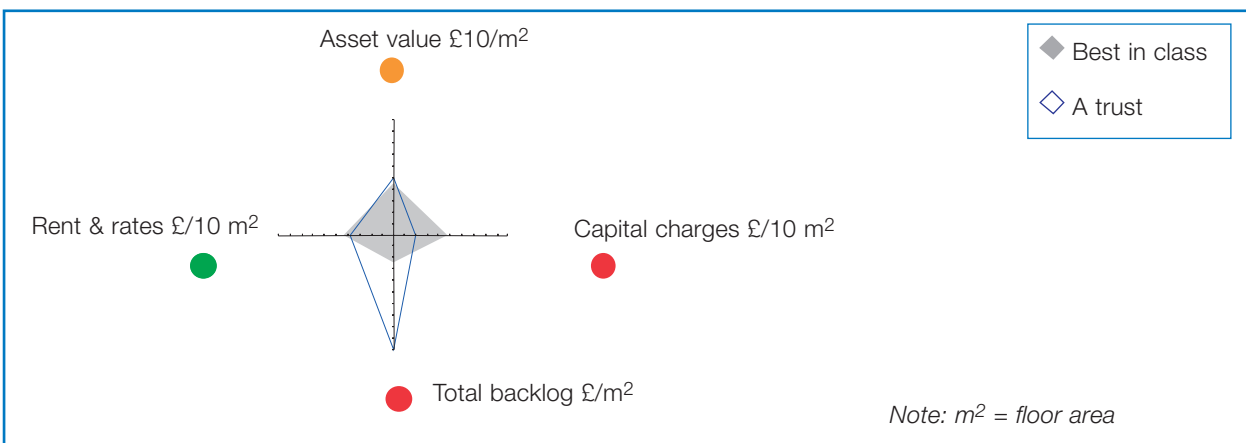 Asset value £10/m²
Best in class
A trust
Rent & rates £/10 m²
Capital charges £/10 m²
Total backlog £/m²
Note: m² = floor area